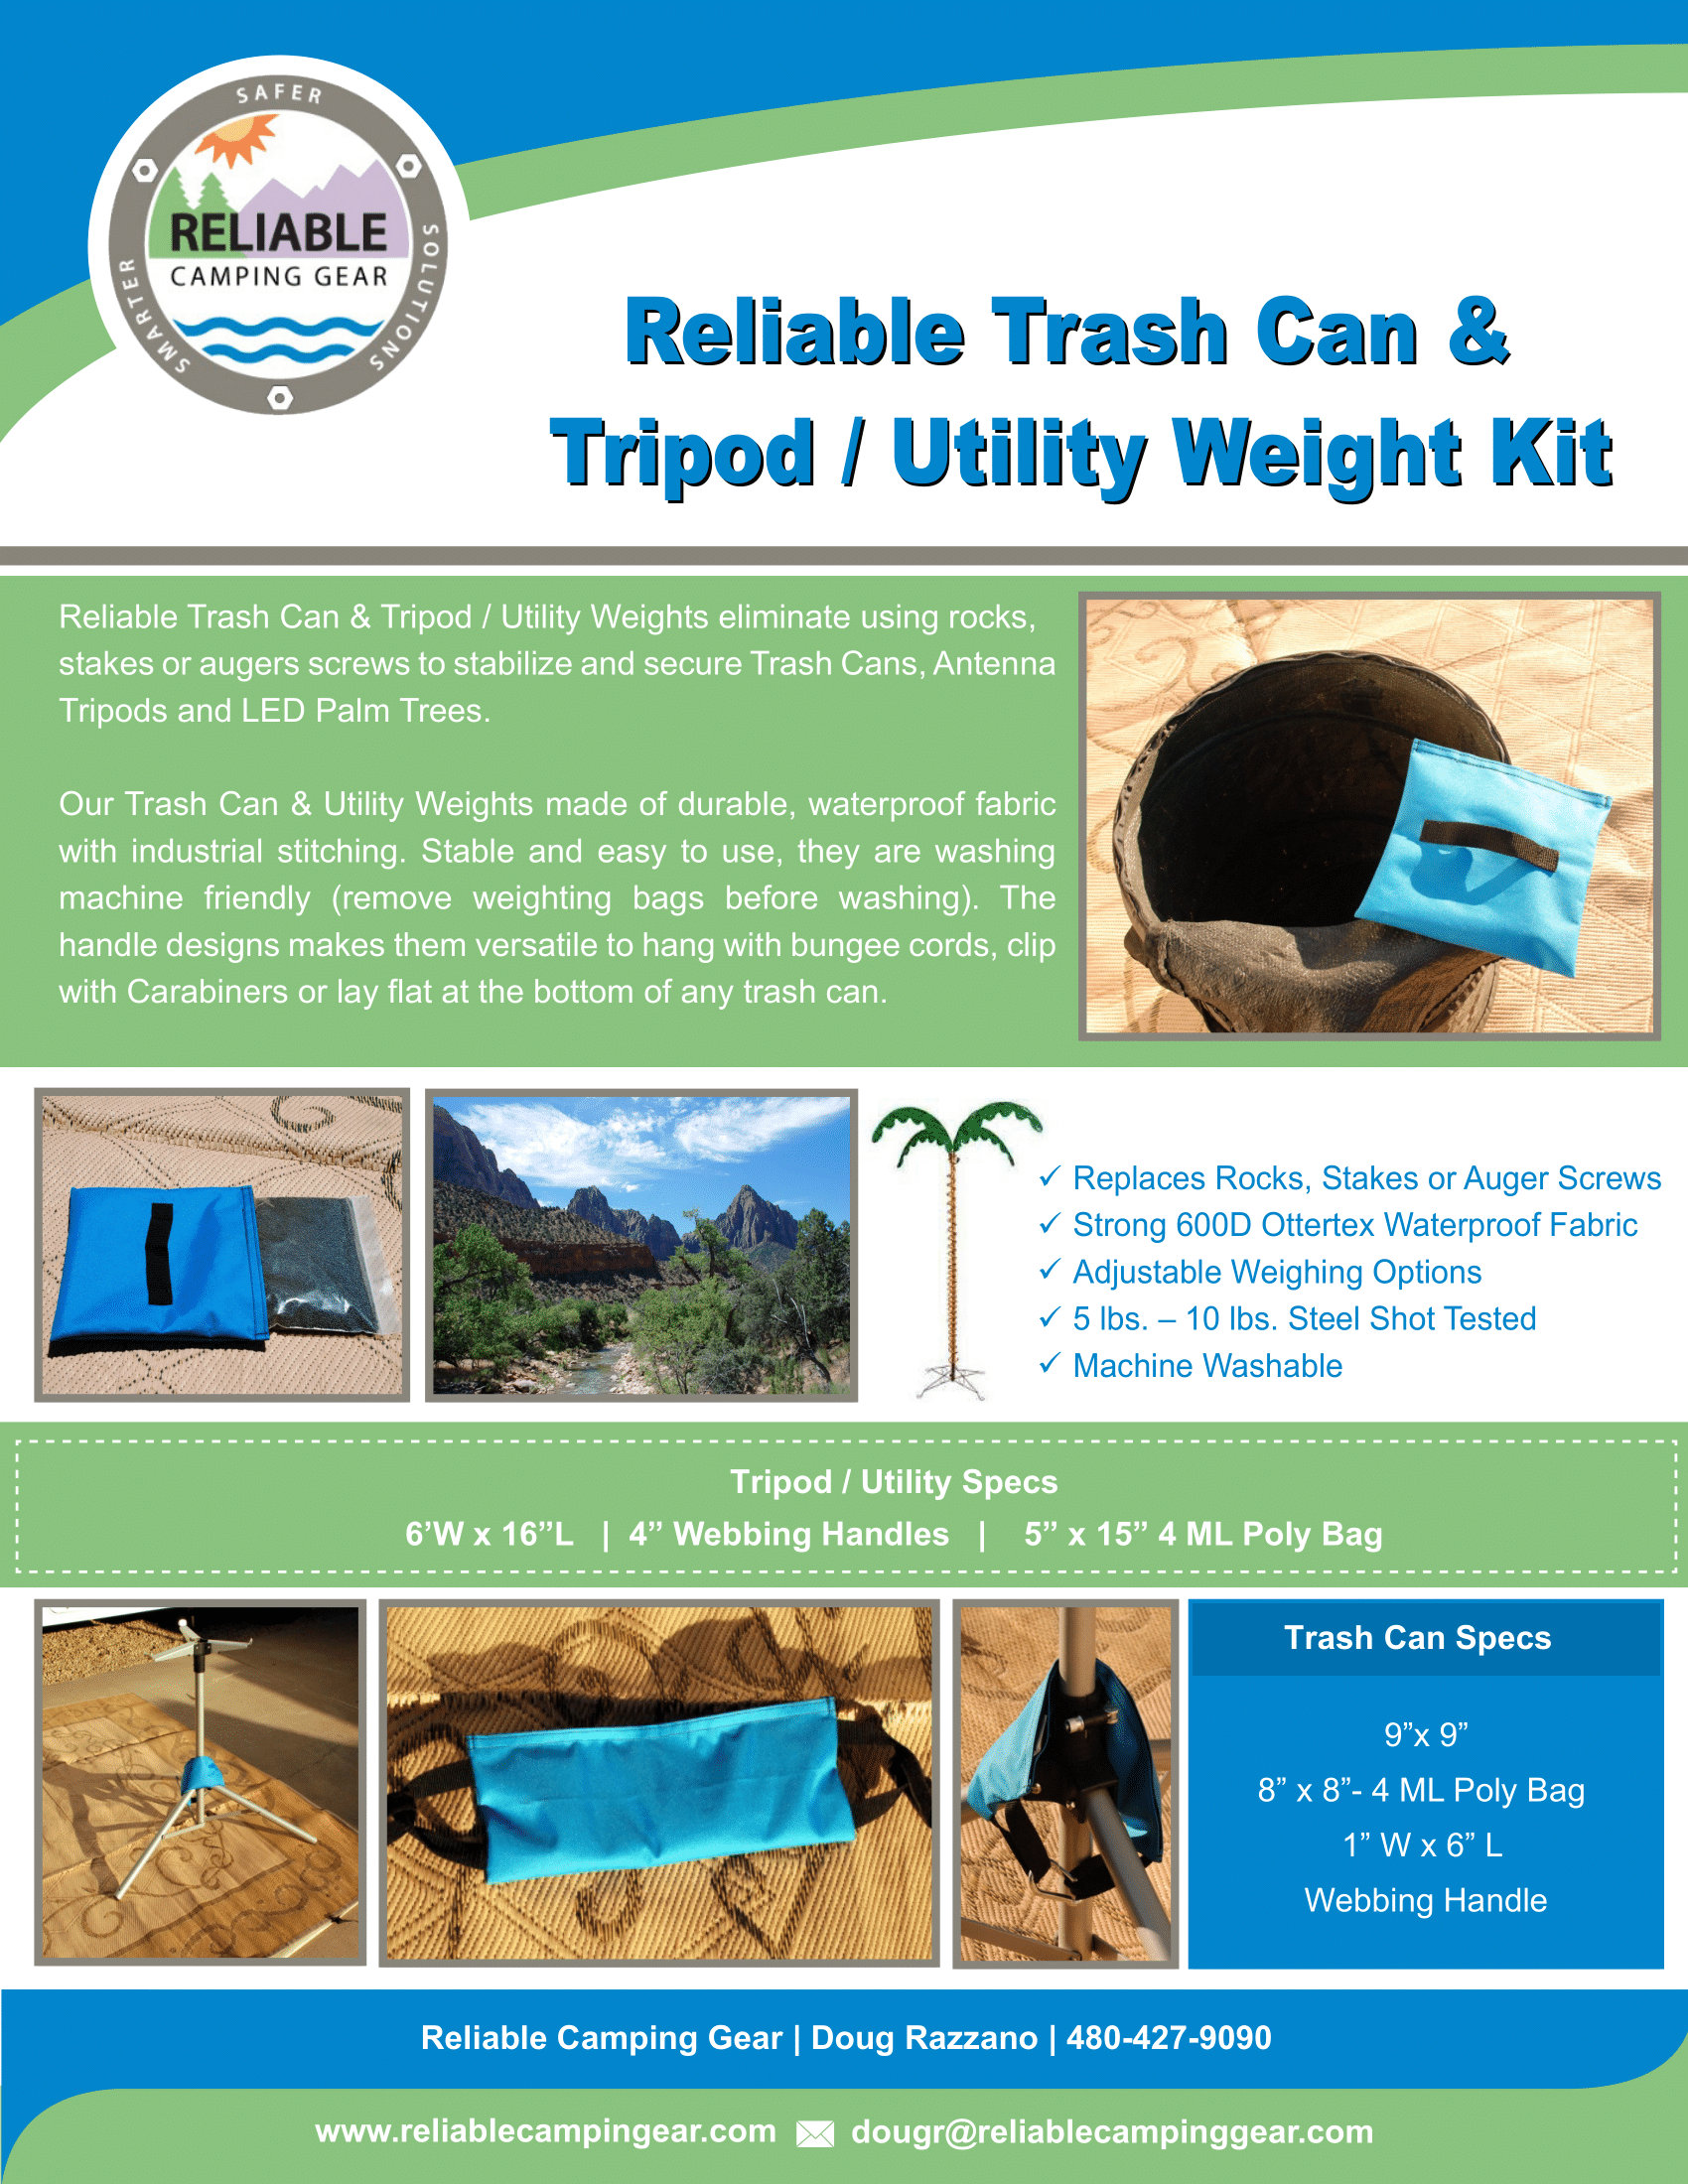 SAFER
SMARTER
SOLUTIONS
RELIABLE
CAMPING GEAR
Reliable Trash Can &
Tripod / Utility Weight Kit
Reliable Trash Can & Tripod / Utility Weights eliminate using rocks,
stakes or augers screws to stabilize and secure Trash Cans, Antenna
Tripods and LED Palm Trees.
Our Trash Can & Utility Weights made of durable, waterproof fabric
with industrial stitching. Stable and easy to use, they are washing
machine friendly (remove weighting bags before washing). The
handle designs makes them versatile to hang with bungee cords, clip
with Carabiners or lay flat at the bottom of any trash can.
✓ Replaces Rocks, Stakes or Auger Screws
✓ Strong 600D Ottertex Waterproof Fabric
✓ Adjustable Weighing Options
✓ 5 lbs. – 10 lbs. Steel Shot Tested
✓ Machine Washable
Tripod / Utility Specs
6’W x 16”L | 4” Webbing Handles | 5” x 15” 4 ML Poly Bag
Trash Can Specs
9”x 9”
8” x 8”- 4 ML Poly Bag
1” W x 6” L
Webbing Handle
Reliable Camping Gear | Doug Razzano | 480-427-9090
www.reliablecampingear.com dougr@reliablecampinggear.com